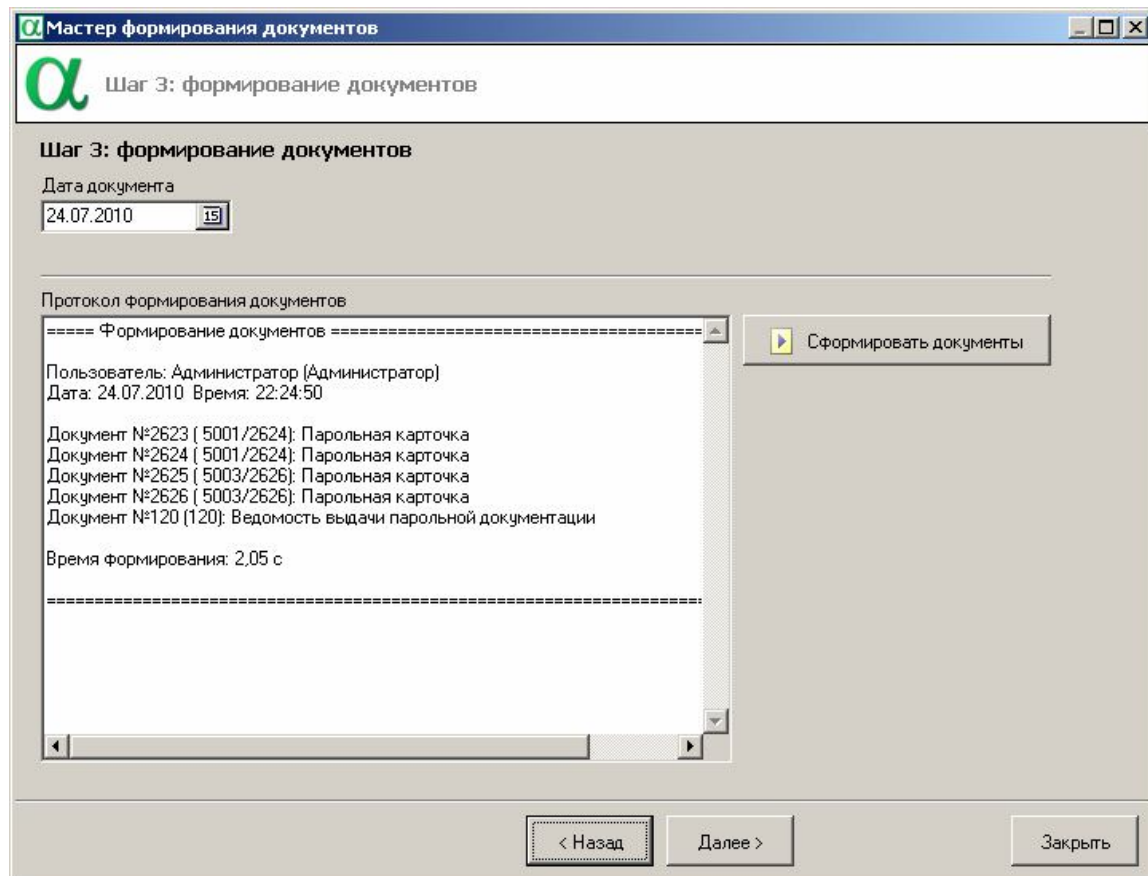 Мастер формирования документов
Шаг 3: формирование документов
Шаг 3: формирование документов
Дата документа
24.07.2010
15
Протокол формирования документов
===== Формирование документов =======================================
Пользователь: Администратор (Администратор)
Дата: 24.07.2010 Время: 22:24:50
Документ №2623 ( 5001/2624): Парольная карточка
Документ №2624 ( 5001/2624): Парольная карточка
Документ №2625 ( 5003/2626): Парольная карточка
Документ №2626 ( 5003/2626): Парольная карточка
Документ №120 (120): Ведомость выдачи парольной документации
Время формирования: 2,05 с
=====================================================================
Сформировать документы
< Назад
Далее >
Закрыть